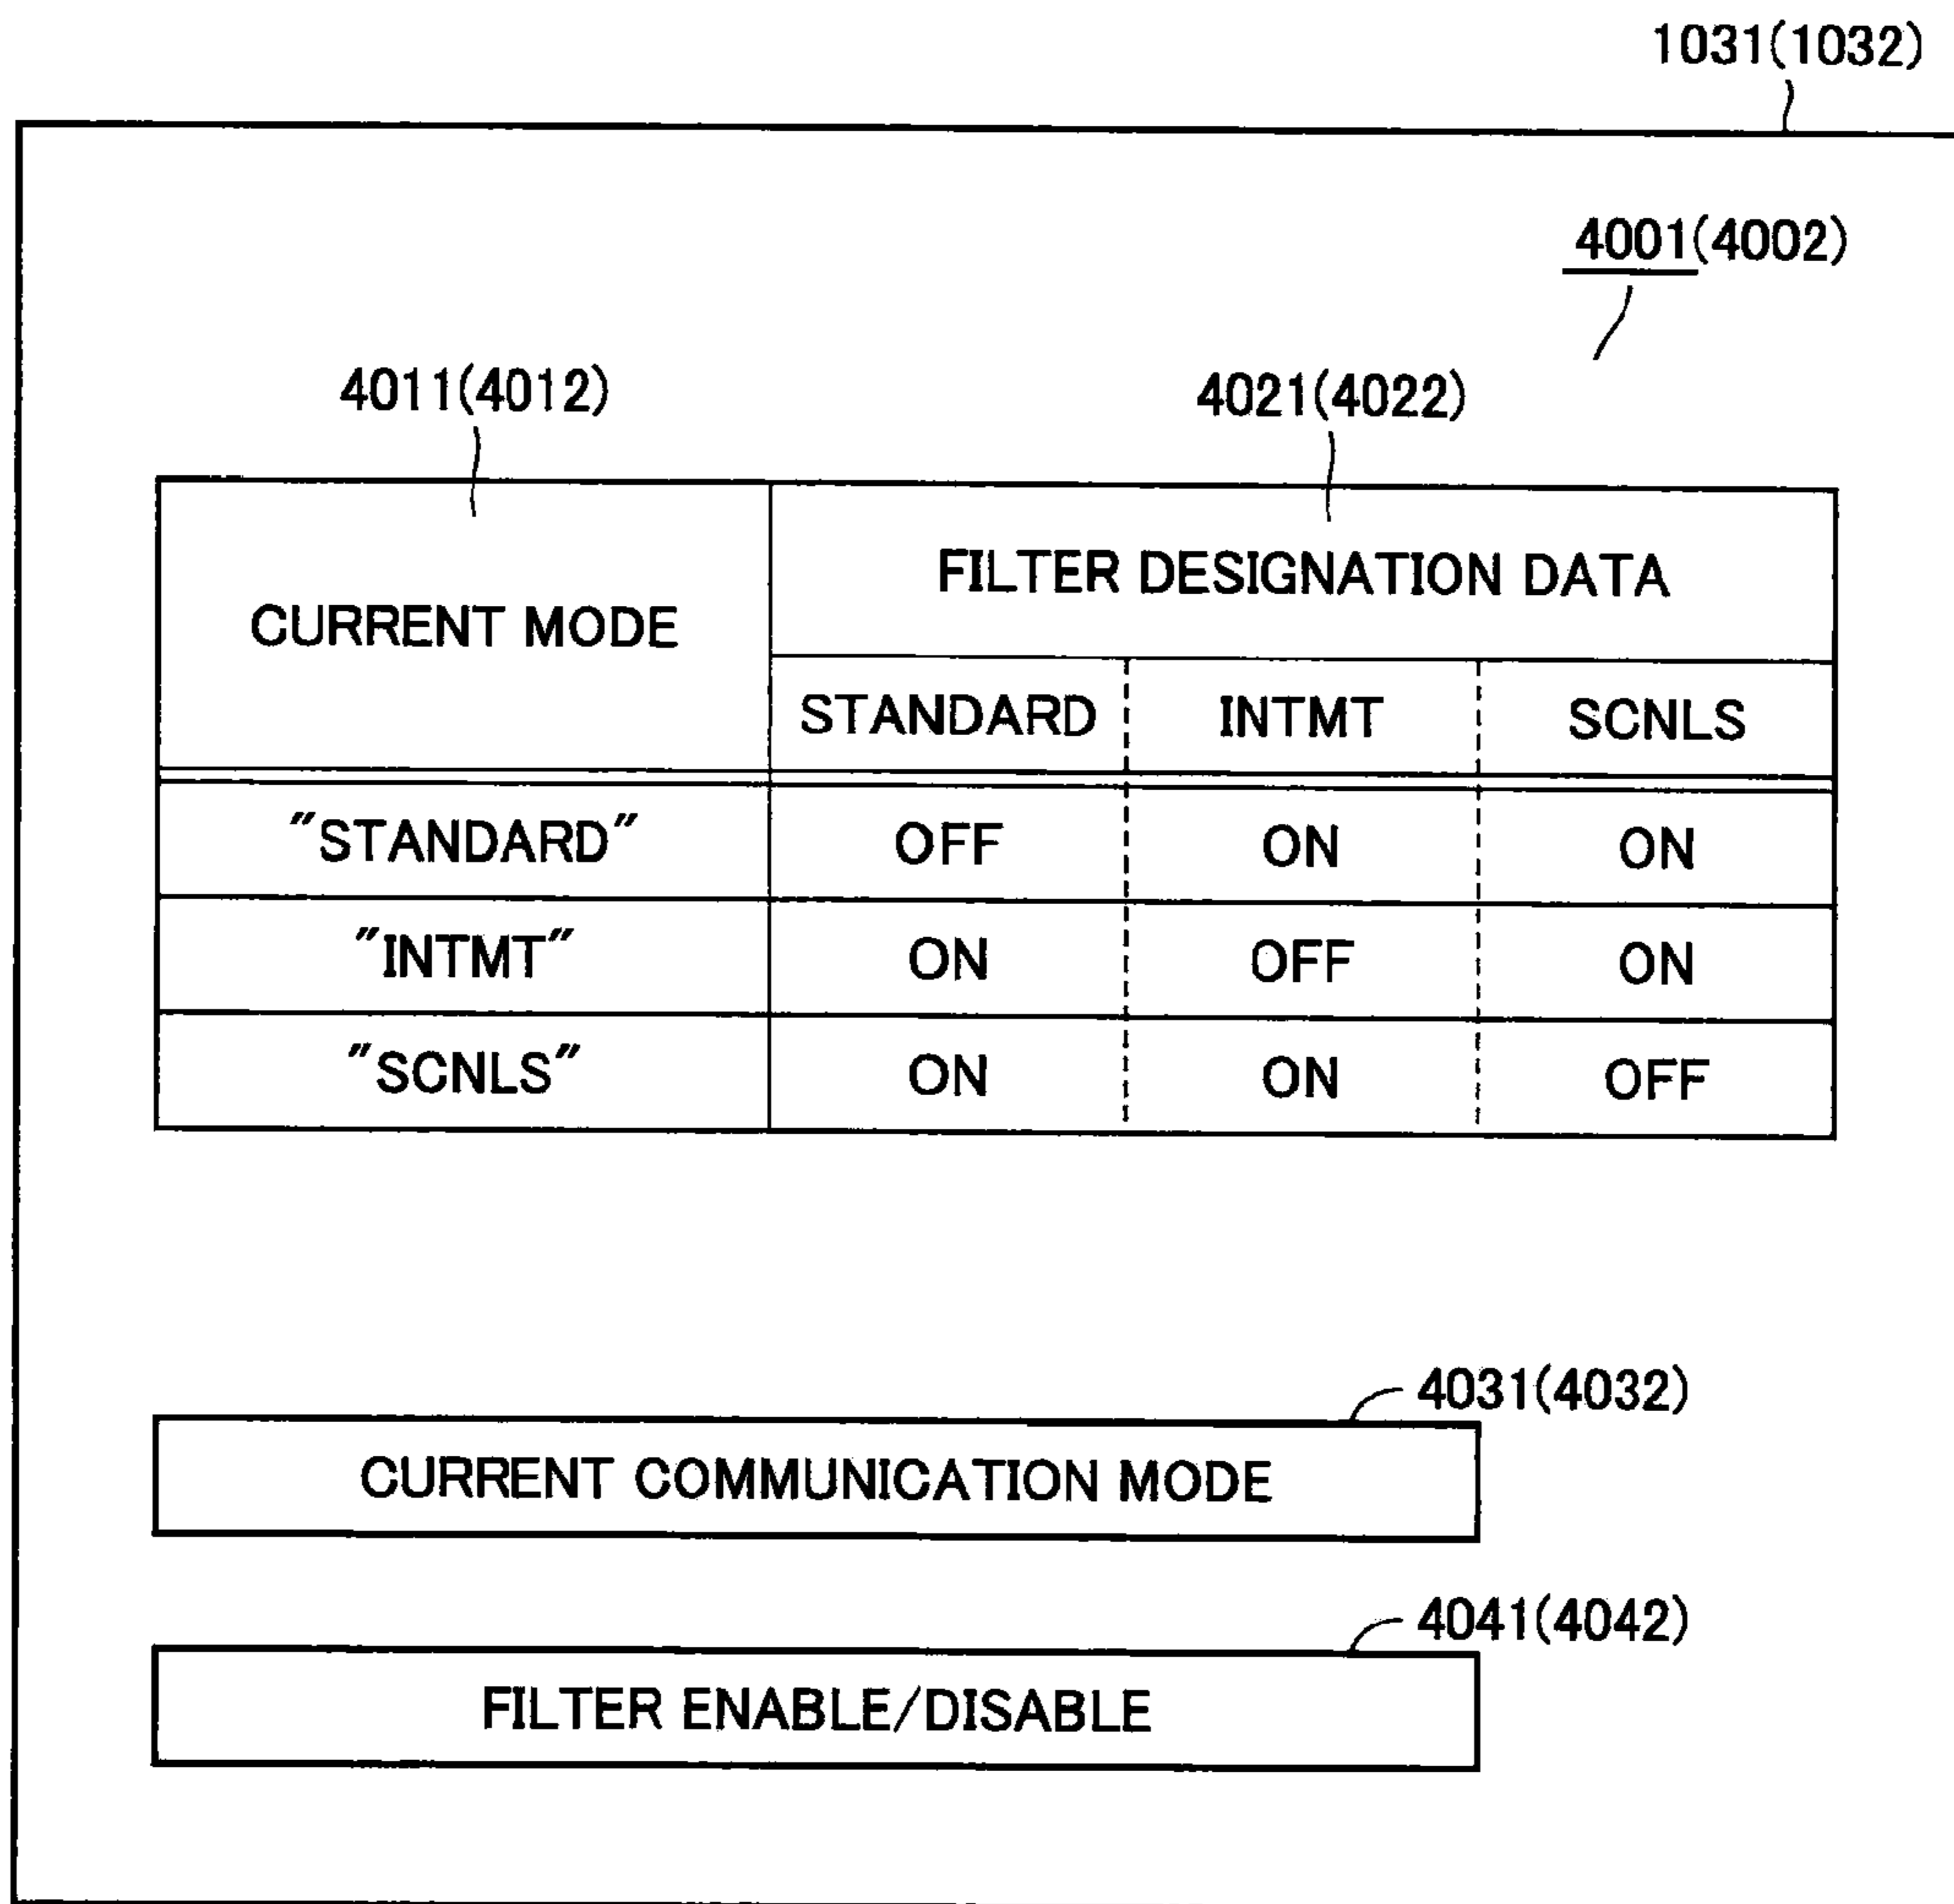 1031(1032)
4001(4002)
4011(4012) 4021(4022)
CURRENT MODE
FILTER DESIGNATION DATA
STANDARD INTMT SCNLS
"STANDARD" OFF ON ON
"INTMT" ON OFF ON
"SCNLS" ON ON OFF
4031(4032)
CURRENT COMMUNICATION MODE
4041(4042)
FILTER ENABLE/DISABLE